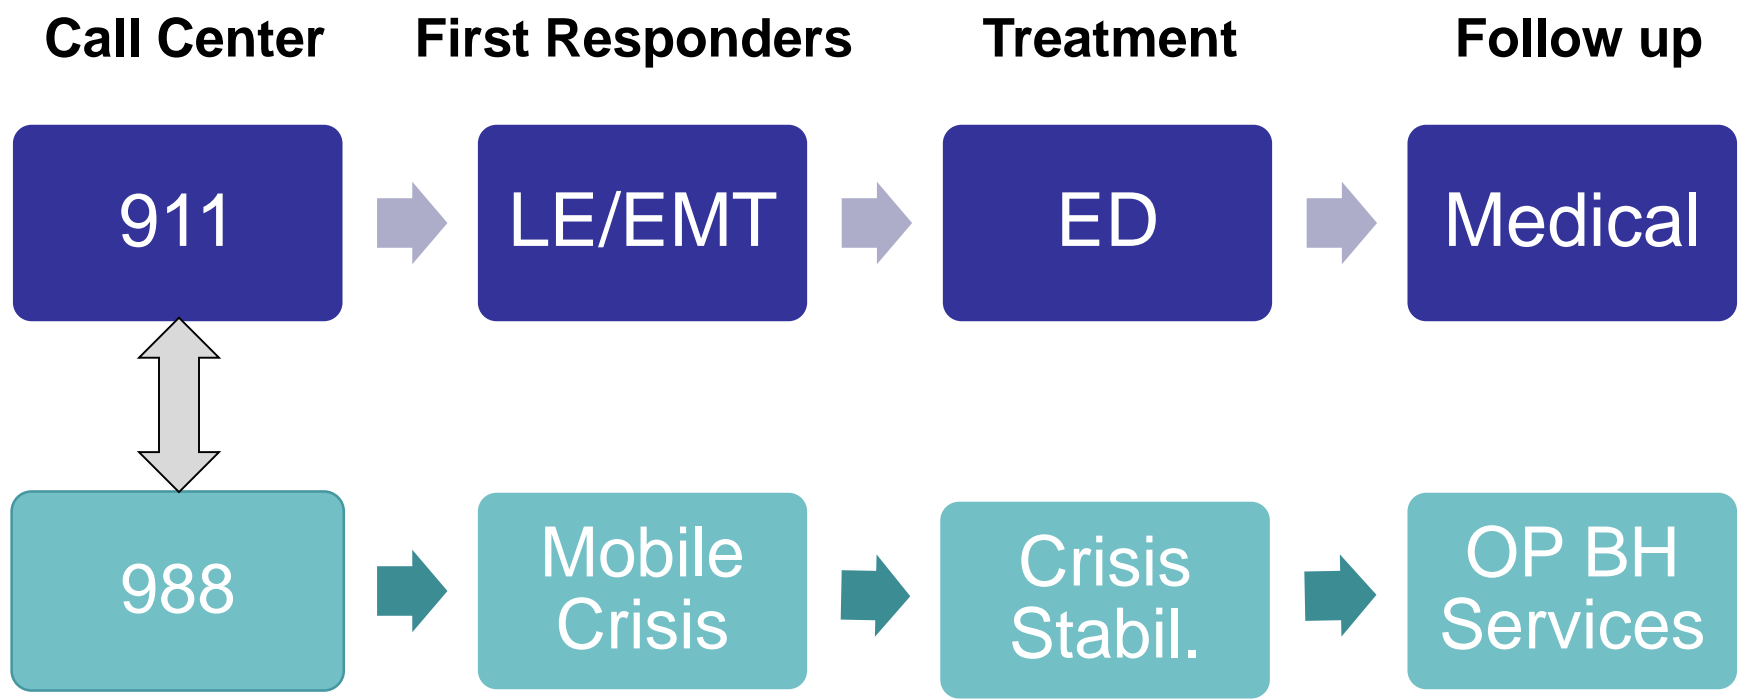 Call Center First Responders Treatment Follow up
911 LE/EMT ED Medical
988
Mobile
Crisis
Crisis
Stabil.
OP BH
Services